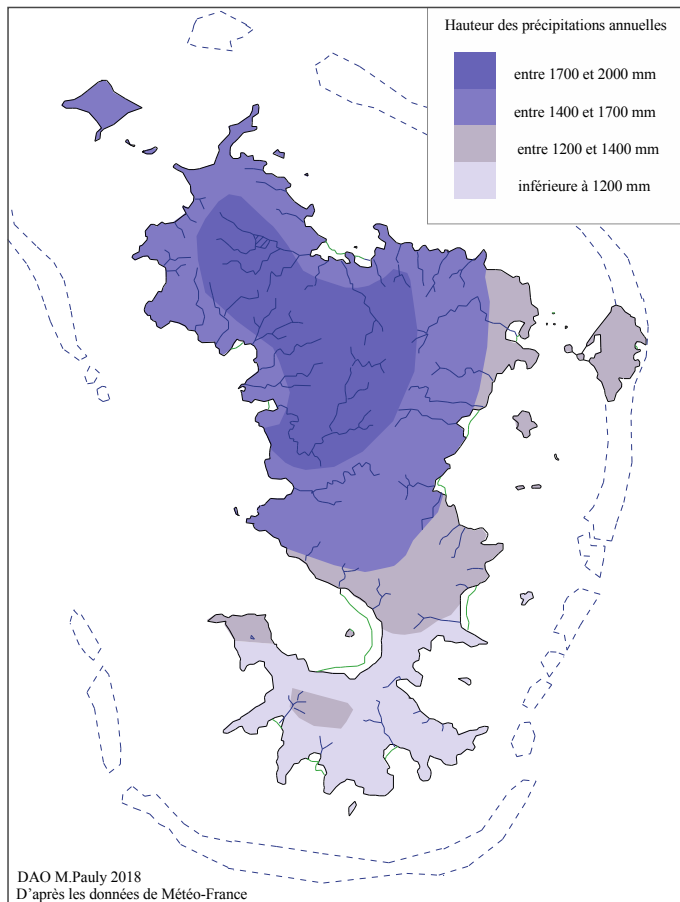 Hauteur des précipitations annuelles
entre 1700 et 2000 mm
entre 1400 et 1700 mm
entre 1200 et 1400 mm
inférieure à 1200 mm
DAO M.Pauly 2018
D'après les données de Météo-France